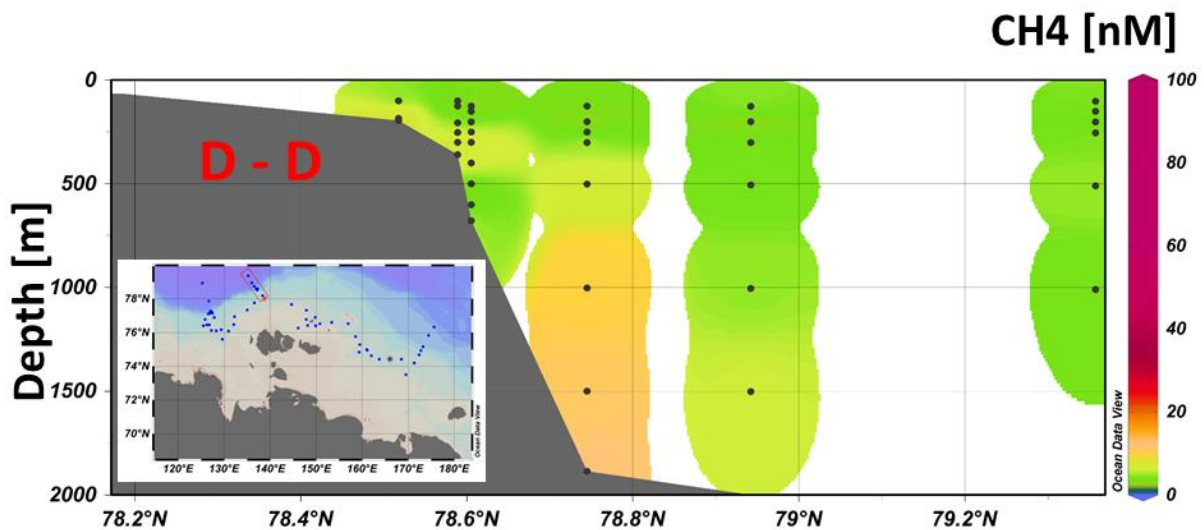 CH4 [nM]
0
500
1000
1500
2000
Depth [m]
D - D
78°N
76°N
74°N
72°N
70°N
120°E 130°E 140°E 150°E 160°E 170°E 180°E
Ocean Data View
78.2°N 78.4°N 78.6°N 78.8°N 79°N 79.2°N
Ocean Data View
100
80
60
40
20
0